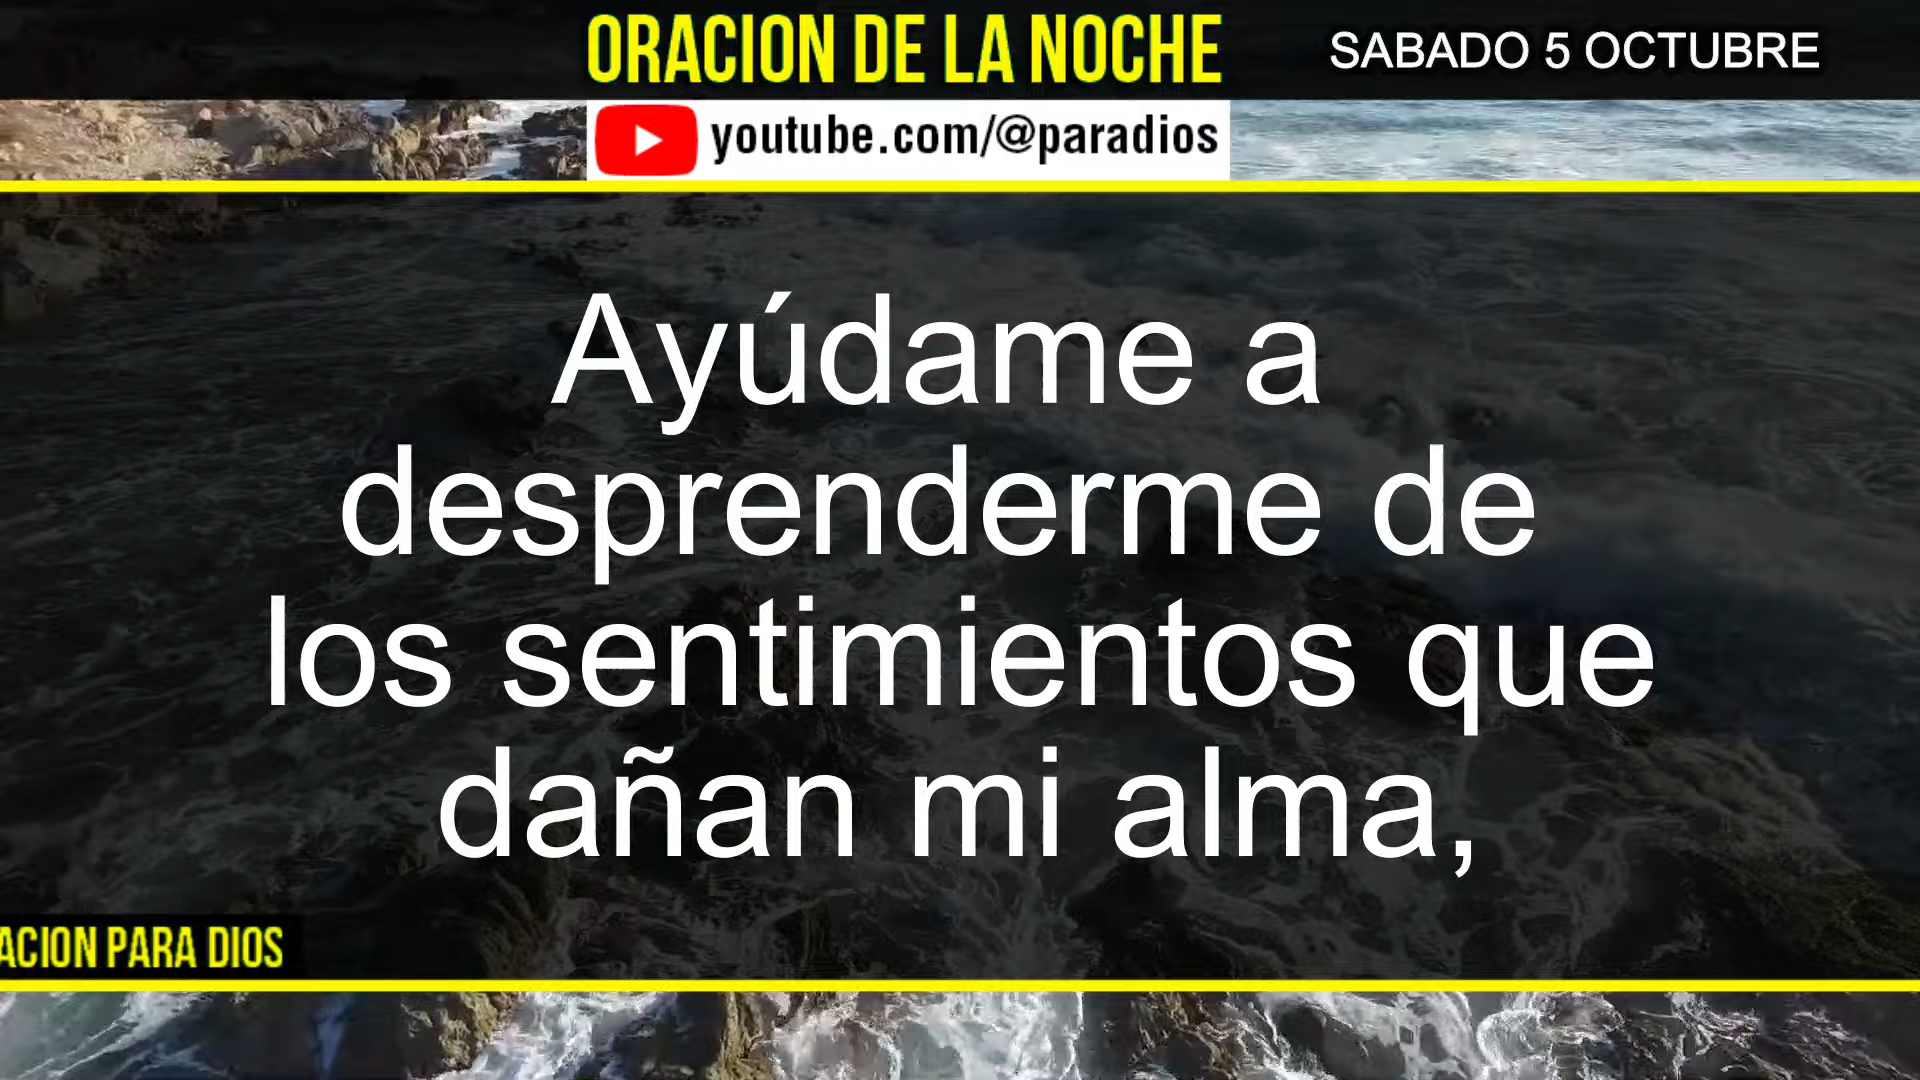 ORACION DE LA NOCHE
SABADO 5 OCTUBRE
youtube.com/@paradios
Ayúdame a
desprenderme de
los sentimientos que
dañan mi alma,
ACION PARA DIOS